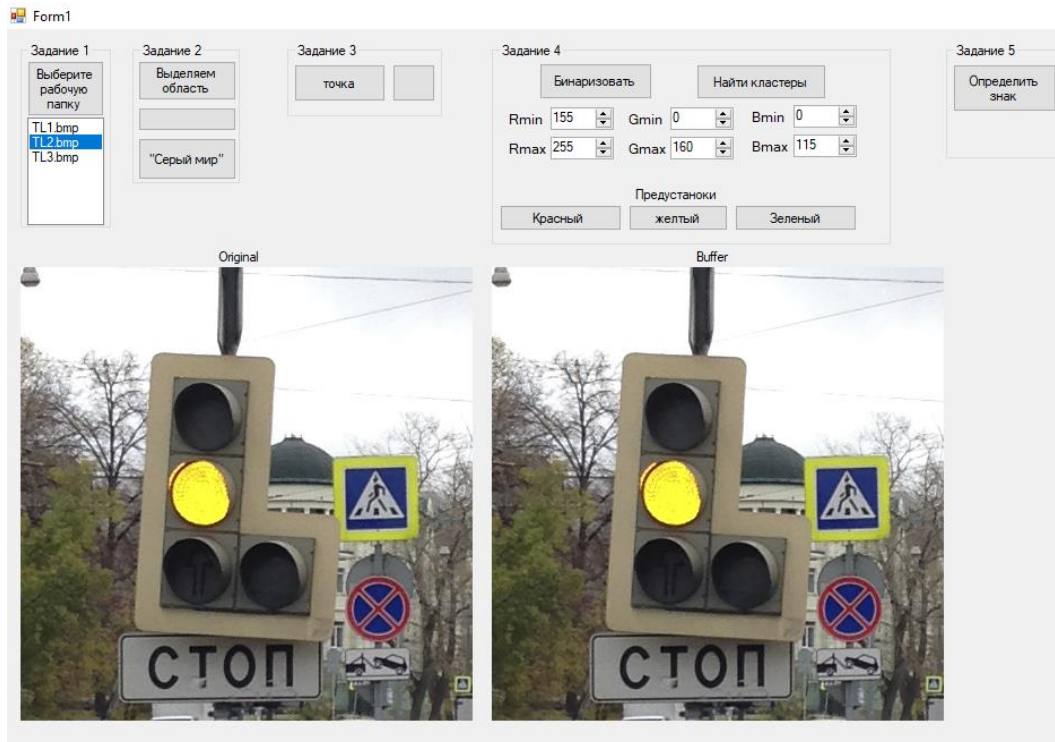 Form1
Задание 1
Выберите
рабочую
папку
TL1.bmp
TL2.bmp
TL3.bmp
Задание 2
Выделяем
область
"Серый мир"
Задание 3
точка
Задание 4
Бинаризовать
Найти кластеры
Rmin 155
Gmin 0
Bmin 0
Rmax 255
Gmax 160
Bmax 115
Предустаноки
Красный
желтый
Зеленый
Задание 5
Определить
знак
Original
Buffer
СТОП
СТОП